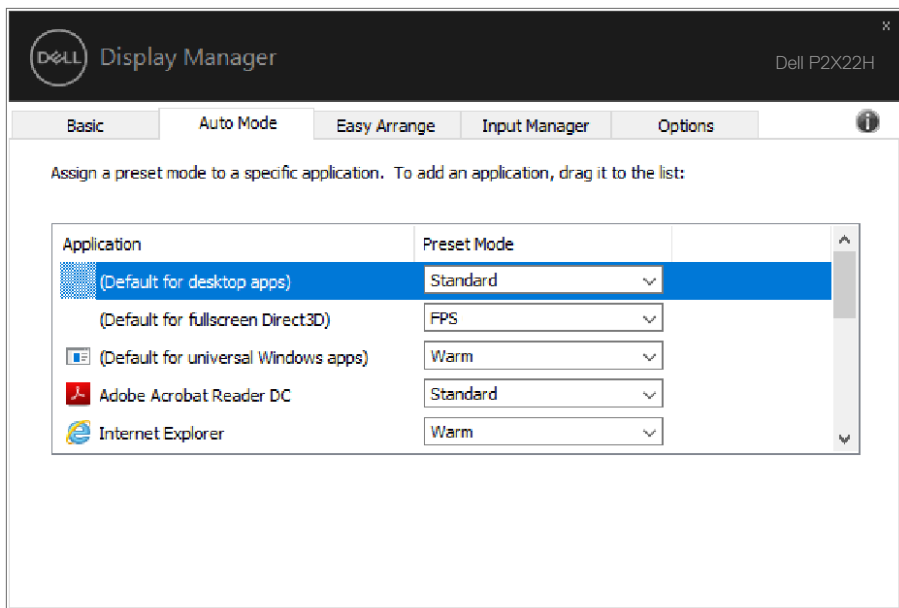 x
DELL Display Manager
Dell P2X22H
Basic Auto Mode Easy Arrange Input Manager Options
Assign a preset mode to a specific application. To add an application, drag it to the list:
Application Preset Mode
(Default for desktop apps) Standard
(Default for fullscreen Direct3D) FPS
(Default for universal Windows apps) Warm
Adobe Acrobat Reader DC Standard
Internet Explorer Warm